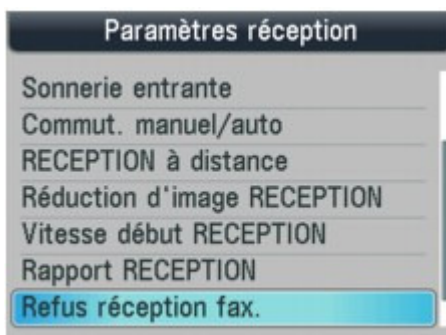 Paramètres réception
Sonnerie entrante
Commut. manuel/auto
RECEPTION à distance
Réduction d'image RECEPTION
Vitesse début RECEPTION
Rapport RECEPTION
Refus réception fax.